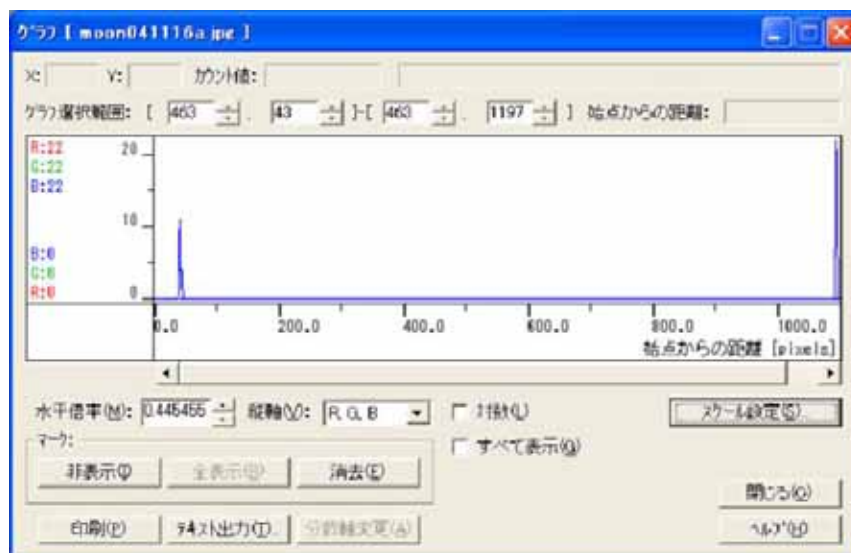 グラフ [ moon041116a.jpg ]
X: Y: カウント値:
グラフ選択範囲: [ 463 . 43 ]-[ 463 . 1197 ] 始点からの距離:
R:22
G:22
B:22
20
10
B:0
G:0
R:0
0
0.0 200.0 400.0 600.0 800.0 1000.0
始点からの距離 [pixels]
水平倍率(M): 0.445455 縦軸(V): R, G, B 対数(L) スケール設定(S)...
すべて表示(Q)
マーク:
非表示(I) 全表示(B) 消去(E)
閉じる(O)
印刷(P) テキスト出力(T)... (A) ヘルプ(H)